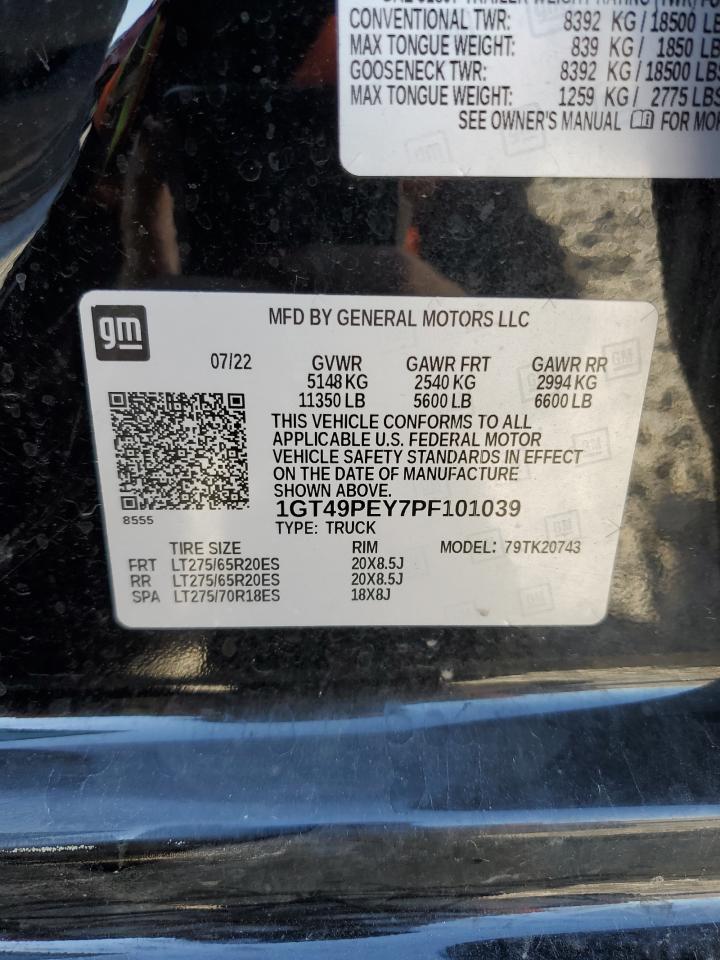 CONVENTIONAL TWR: 8392 KG / 18500 LB
MAX TONGUE WEIGHT: 839 KG / 1850 LB
GOOSENECK TWR: 8392 KG / 18500 LBS
MAX TONGUE WEIGHT: 1259 KG / 2775 LBS
SEE OWNER'S MANUAL FOR MOR
gm
MFD BY GENERAL MOTORS LLC
07/22 GVWR GAWR FRT GAWR RR
5148 KG 2540 KG 2994 KG
11350 LB 5600 LB 6600 LB
THIS VEHICLE CONFORMS TO ALL
APPLICABLE U.S. FEDERAL MOTOR
VEHICLE SAFETY STANDARDS IN EFFECT
ON THE DATE OF MANUFACTURE
SHOWN ABOVE.
8555
1GT49PEY7PF101039
TYPE: TRUCK
TIRE SIZE RIM MODEL: 79TK20743
FRT LT275/65R20ES 20X8.5J
RR LT275/65R20ES 20X8.5J
SPA LT275/70R18ES 18X8J